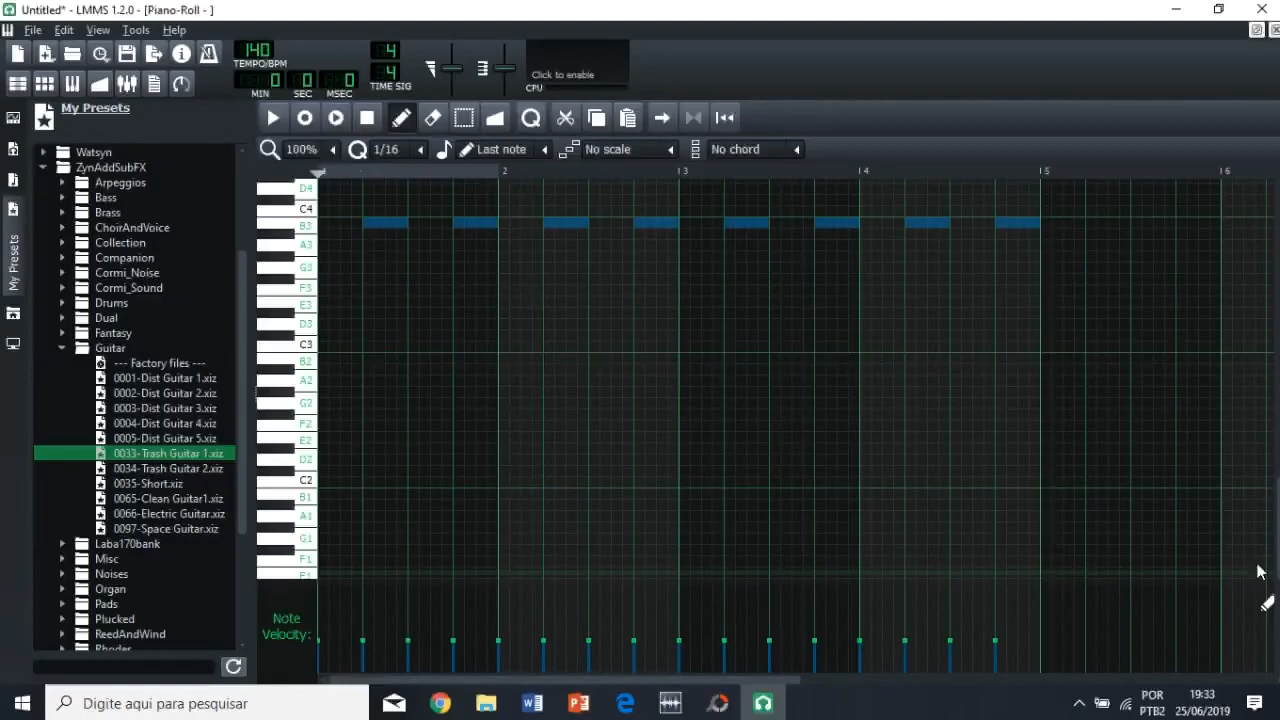 Untitled* - LMMS 1.2.0 - [Piano-Roll - ]
File Edit View Tools Help
140
TEMPO/BPM
0 0 0
MIN SEC MSEC
4
4
TIME SIG
Click to enable
CPU
My Presets
100% 1/16 Last note No scale No chord
My Presets
Watsyn
ZynAddSubFX
Arpeggios
Bass
Brass
ChoirAndVoice
Collection
Companion
Cormi_Noise
Cormi_Sound
Drums
Dual
Fantasy
Guitar
--- Factory files ---
0001-Dist Guitar 1.xiz
0002-Dist Guitar 2.xiz
0003-Dist Guitar 3.xiz
0004-Dist Guitar 4.xiz
0005-Dist Guitar 5.xiz
0033-Trash Guitar 1.xiz
0034-Trash Guitar 2.xiz
0035-Short.xiz
0065-Clean Guitar1.xiz
0066-Electric Guitar.xiz
0097-Space Guitar.xiz
Laba170bank
Misc
Noises
Organ
Pads
Plucked
ReedAndWind
Rhodes
2 3 4 5 6
D4
C4
B3
A3
G3
F3
E3
D3
C3
B2
A2
G2
F2
E2
D2
C2
B1
A1
G1
F1
E1
Note
Velocity:
Digite aqui para pesquisar
POR
PTB2
19:33
25/06/2019